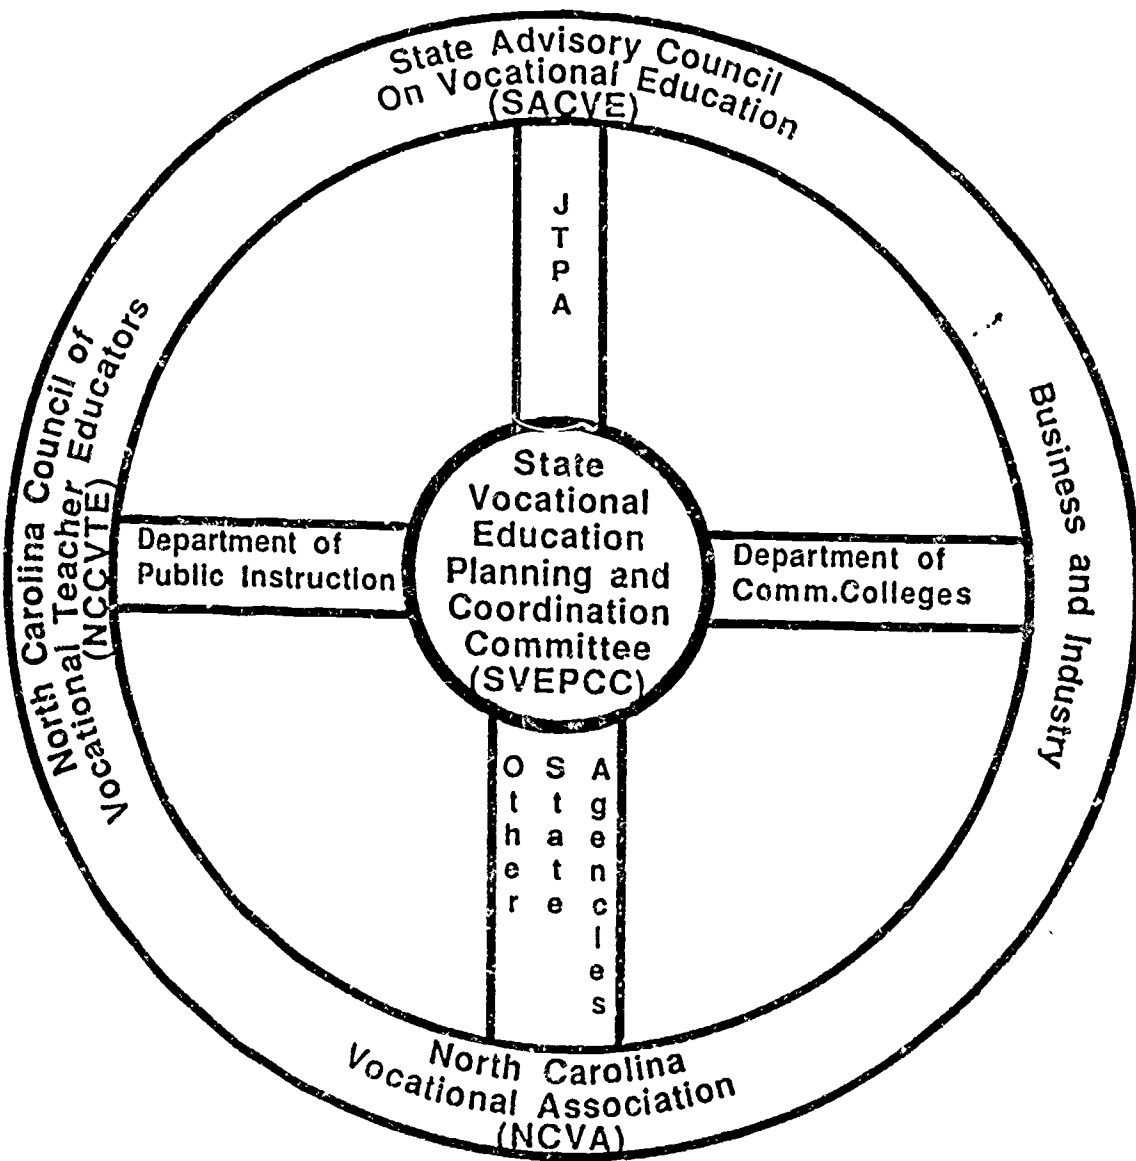 State Advisory Council
On Vocational Education
(SACVE)
JTPA
North Carolina Council of
Vocational Teacher Educators
(NCCVTE)
Department of
Public Instruction
State
Vocational
Education
Planning and
Coordination
Committee
(SVEPCC)
Department of
Comm.Colleges
Business and Industry
Other
State
Agencies
North Carolina
Vocational Association
(NCVA)